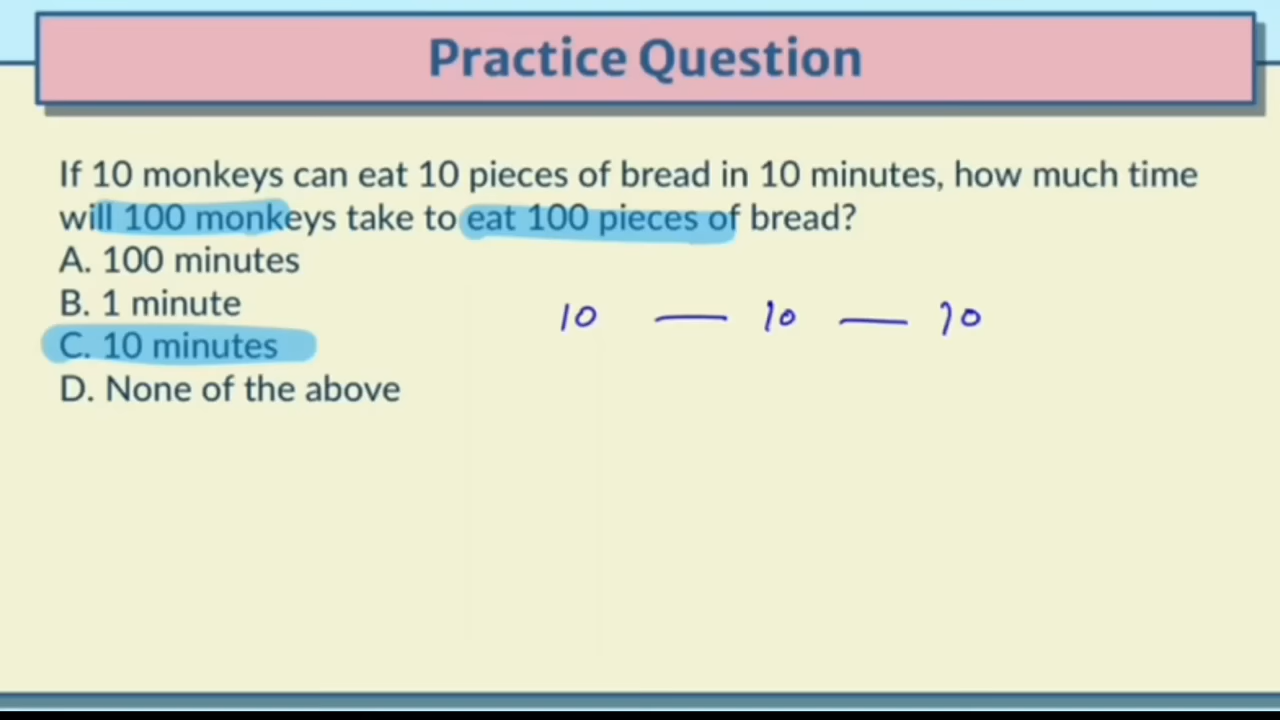 Practice Question
If 10 monkeys can eat 10 pieces of bread in 10 minutes, how much time
will 100 monkeys take to eat 100 pieces of bread?
A. 100 minutes
B. 1 minute
10 — 10 — 10
C. 10 minutes
D. None of the above